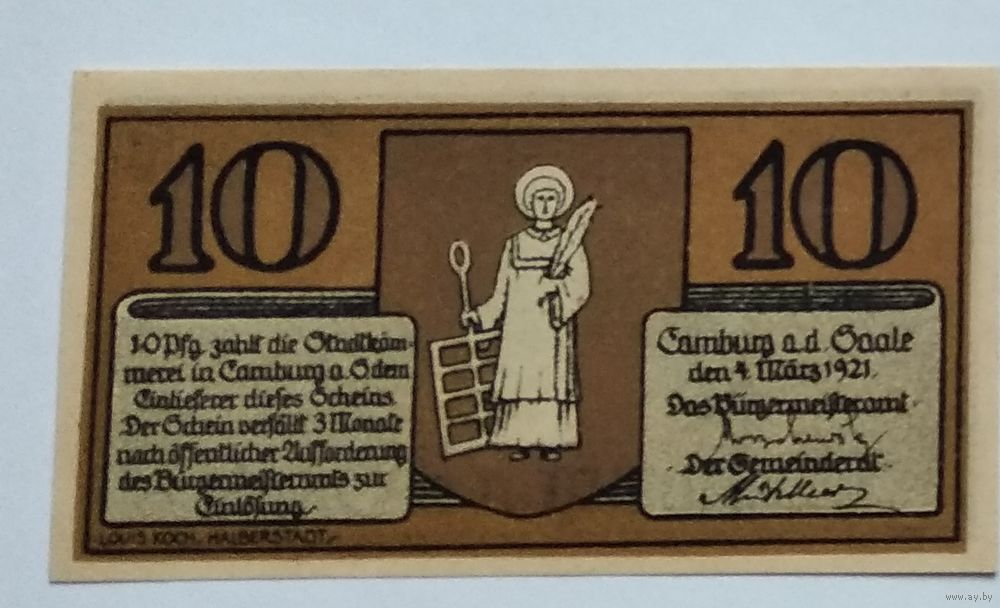 10
10
10 Pfg. zahlt die Stadtkäm-
merei in Camburg a. S. dem
Einlieferer dieses Scheins.
Der Schein verfällt 3 Monate
nach öffentlicher Aufforderung
des Bürgermeisteramts zur
Einlösung.
Camburg a. d. Saale
den 4. März 1921.
Das Bürgermeisteramt
Der Gemeinderat
LOUIS KOCH, HALBERSTADT.
www.ay.by